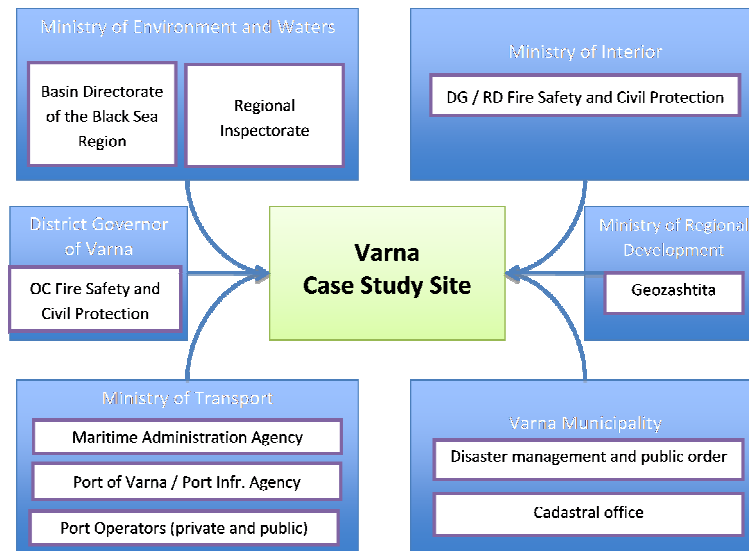 Ministry of Environment and Waters
Basin Directorate
of the Black Sea
Region
Regional
Inspectorate
Ministry of Interior
DG / RD Fire Safety and Civil Protection
District Governor
of Varna
OC Fire Safety and
Civil Protection
Varna
Case Study Site
Ministry of Regional
Development
Geozashtita
Ministry of Transport
Maritime Administration Agency
Port of Varna / Port Infr. Agency
Port Operators (private and public)
Varna Municipality
Disaster management and public order
Cadastral office